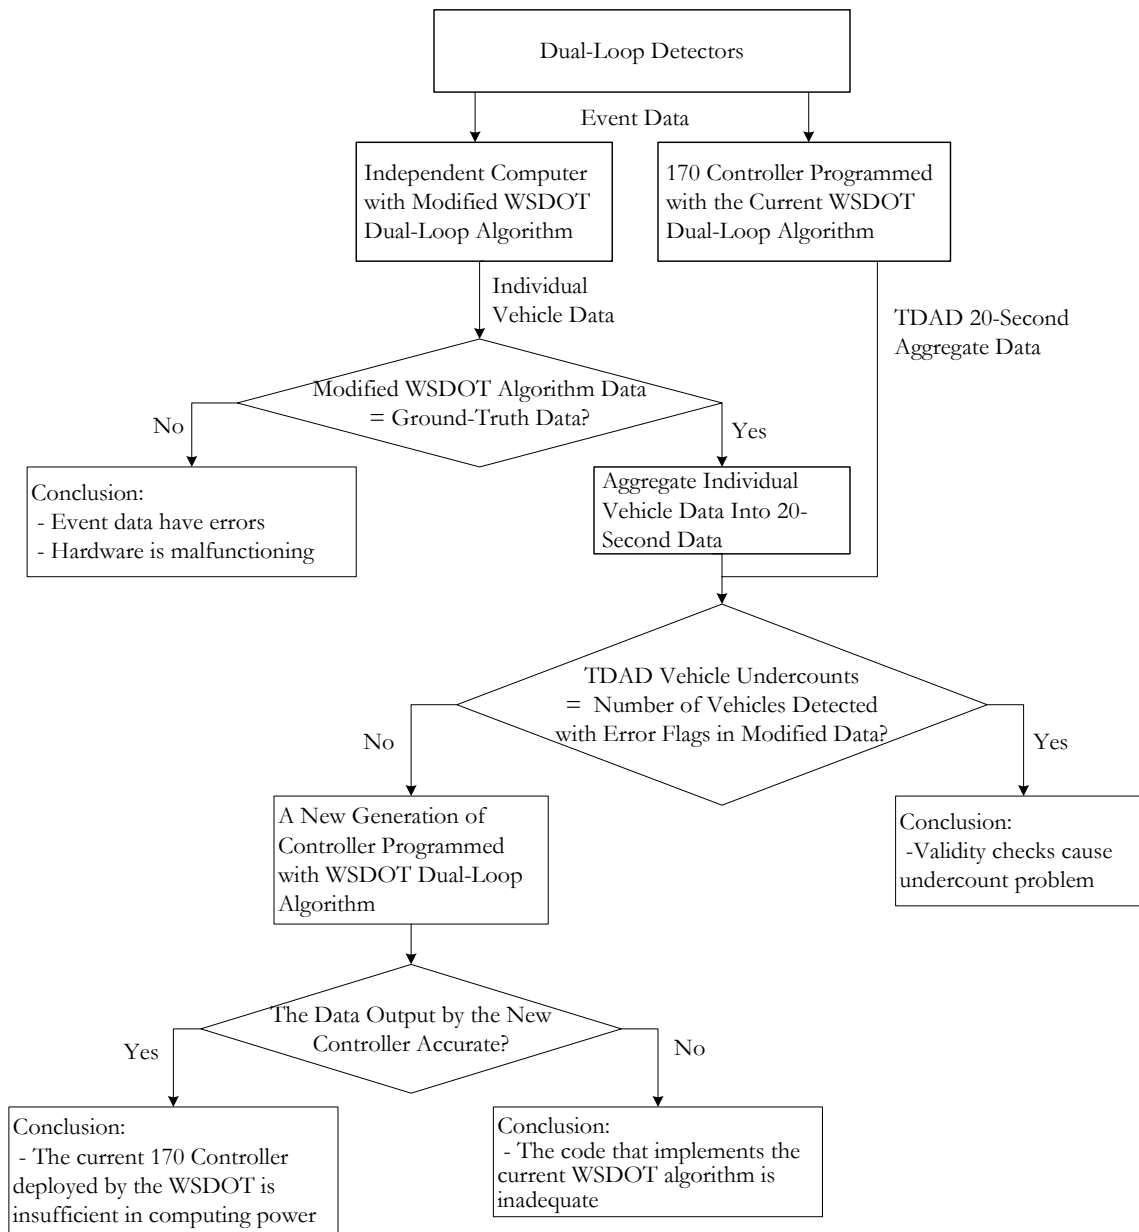 Dual-Loop Detectors
Event Data
Independent Computer
with Modified WSDOT
Dual-Loop Algorithm
170 Controller Programmed
with the Current WSDOT
Dual-Loop Algorithm
Individual
Vehicle Data
TDAD 20-Second
Aggregate Data
Modified WSDOT Algorithm Data
= Ground-Truth Data?
No
Yes
Conclusion:
- Event data have errors
- Hardware is malfunctioning
Aggregate Individual
Vehicle Data Into 20-
Second Data
TDAD Vehicle Undercounts
= Number of Vehicles Detected
with Error Flags in Modified Data?
No
Yes
A New Generation of
Controller Programmed
with WSDOT Dual-Loop
Algorithm
Conclusion:
-Validity checks cause
undercount problem
The Data Output by the New
Controller Accurate?
Yes
No
Conclusion:
- The current 170 Controller
deployed by the WSDOT is
insufficient in computing power
Conclusion:
- The code that implements the
current WSDOT algorithm is
inadequate